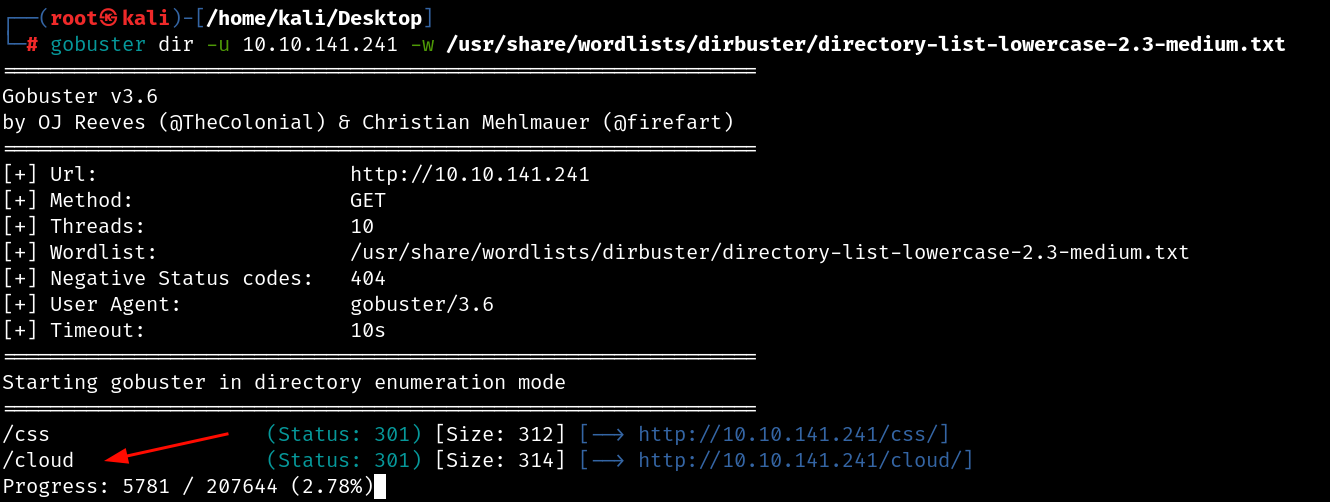 ┌──(root㉿kali)-[/home/kali/Desktop]
└─# gobuster dir -u 10.10.141.241 -w /usr/share/wordlists/dirbuster/directory-list-lowercase-2.3-medium.txt
===============================================================
Gobuster v3.6
by OJ Reeves (@TheColonial) & Christian Mehlmauer (@firefart)
===============================================================
[+] Url:                     http://10.10.141.241
[+] Method:                  GET
[+] Threads:                 10
[+] Wordlist:                /usr/share/wordlists/dirbuster/directory-list-lowercase-2.3-medium.txt
[+] Negative Status codes:   404
[+] User Agent:              gobuster/3.6
[+] Timeout:                 10s
===============================================================
Starting gobuster in directory enumeration mode
===============================================================
/css                  (Status: 301) [Size: 312] [--> http://10.10.141.241/css/]
/cloud                (Status: 301) [Size: 314] [--> http://10.10.141.241/cloud/]
Progress: 5781 / 207644 (2.78%)